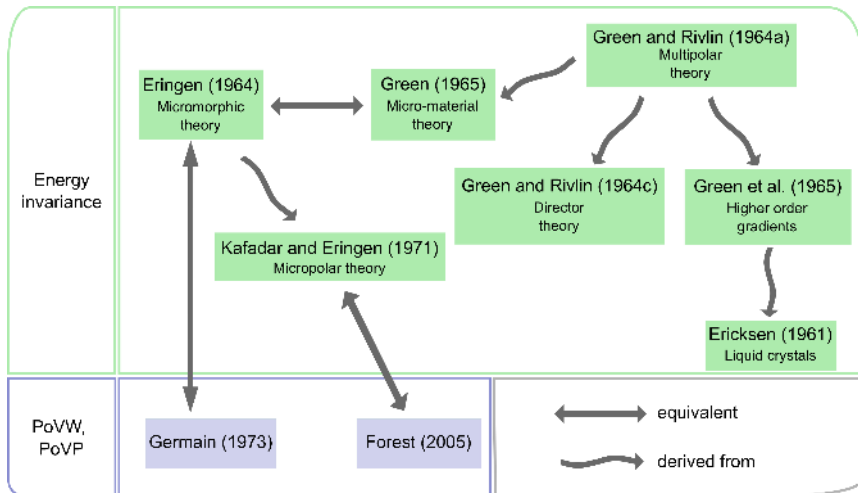 Green and Rivlin (1964a)
Multipolar
theory
Eringen (1964)
Micromorphic
theory
Green (1965)
Micro-material
theory
Energy
invariance
Green and Rivlin (1964c)
Director
theory
Green et al. (1965)
Higher order
gradients
Kafadar and Eringen (1971)
Micropolar theory
Ericksen (1961)
Liquid crystals
PoVW,
PoVP
Germain (1973)
Forest (2005)
equivalent
derived from